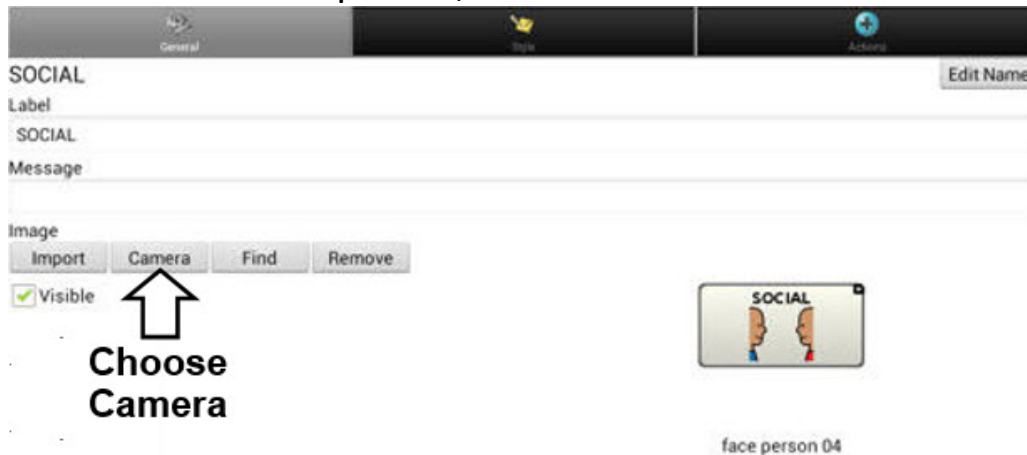 General Style Actions
SOCIAL Edit Name
Label
SOCIAL
Message
Image
Import Camera Find Remove
Visible
SOCIAL
Choose
Camera
face person 04